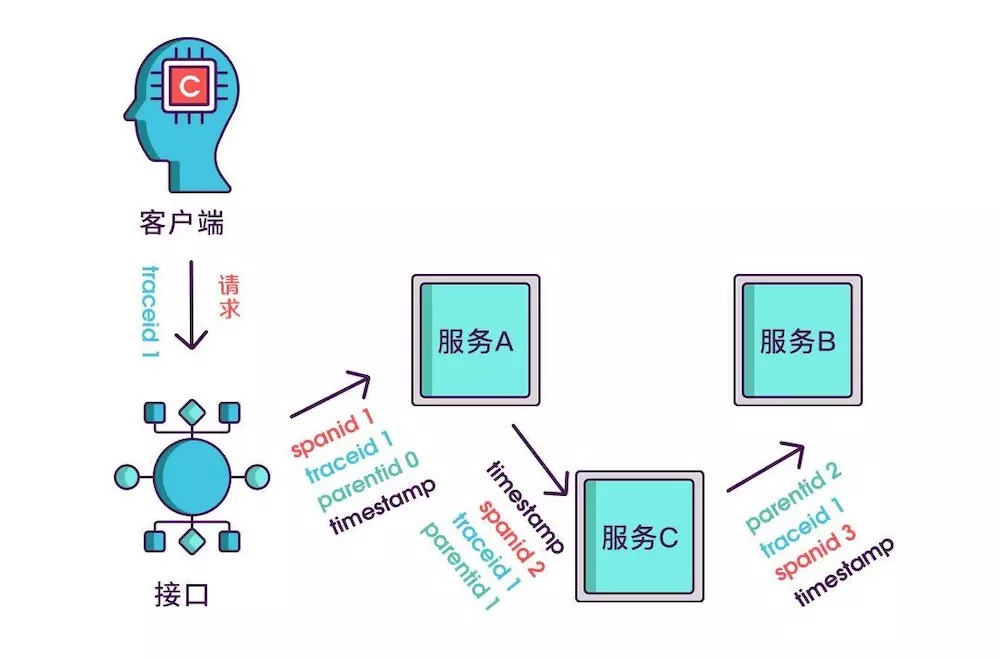 C
客户端
traceid 1
请求
接口
spanid 1
traceid 1
parentid 0
timestamp
服务A
timestamp
spanid 2
traceid 1
parentid 1
服务C
服务B
parentid 2
traceid 1
spanid 3
timestamp